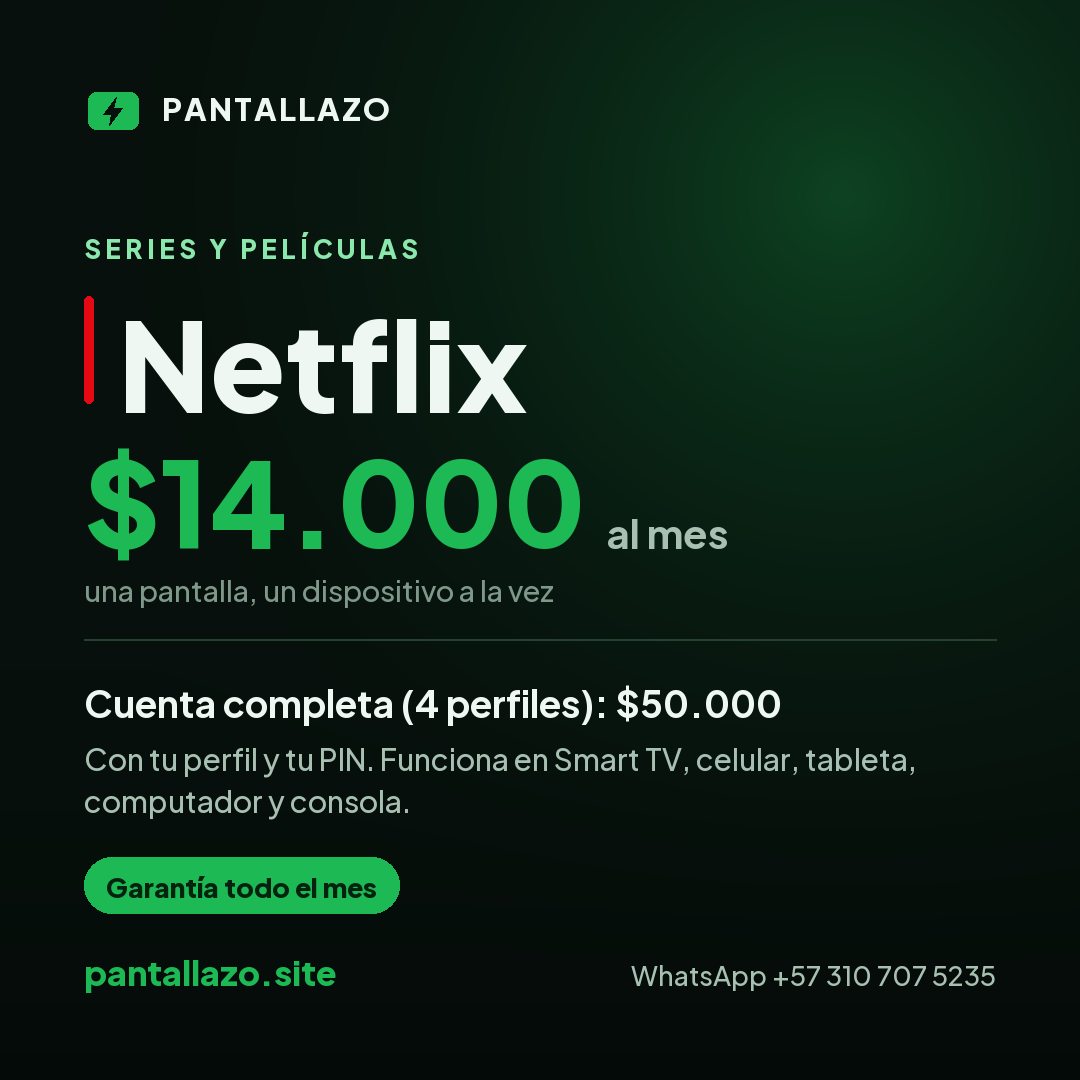 PANTALLAZO
SERIES Y PELÍCULAS
Netflix
$14.000 al mes
una pantalla, un dispositivo a la vez
Cuenta completa (4 perfiles): $50.000
Con tu perfil y tu PIN. Funciona en Smart TV, celular, tableta,
computador y consola.
Garantía todo el mes
pantallazo.site
WhatsApp +57 310 707 5235